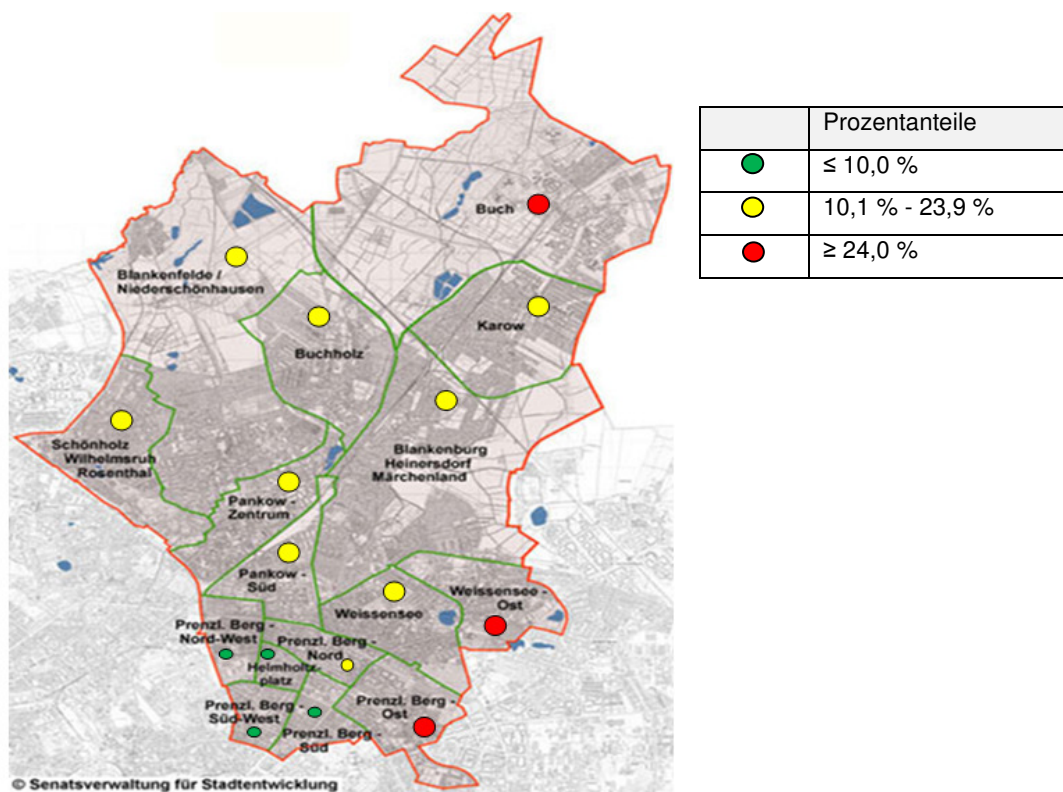 Prozentanteile
≤ 10,0 %
10,1 % - 23,9 %
≥ 24,0 %
Buch
Blankenfelde /
Niederschönhausen
Karow
Buchholz
Schönholz
Wilhelmsruh
Rosenthal
Blankenburg
Heinersdorf
Märchenland
Pankow -
Zentrum
Pankow -
Süd
Weissensee
Weissensee -
Ost
Prenzl. Berg -
Nord-West
Prenzl. Berg -
Nord
Helmholtz-
platz
Prenzl. Berg -
Süd-West
Prenzl. Berg -
Süd
Prenzl. Berg -
Ost
© Senatsverwaltung für Stadtentwicklung